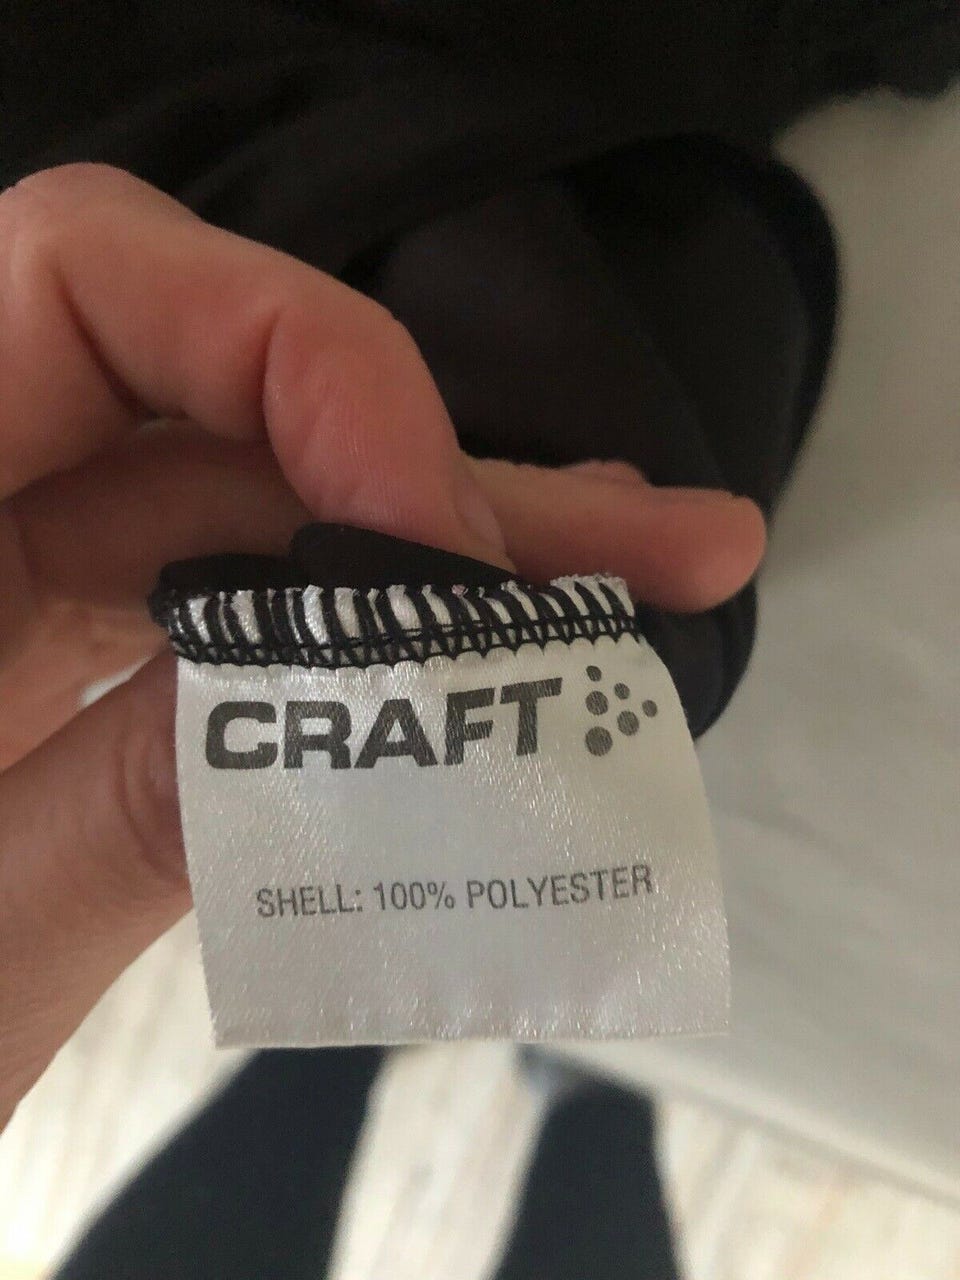 CRAFT
SHELL: 100% POLYESTER